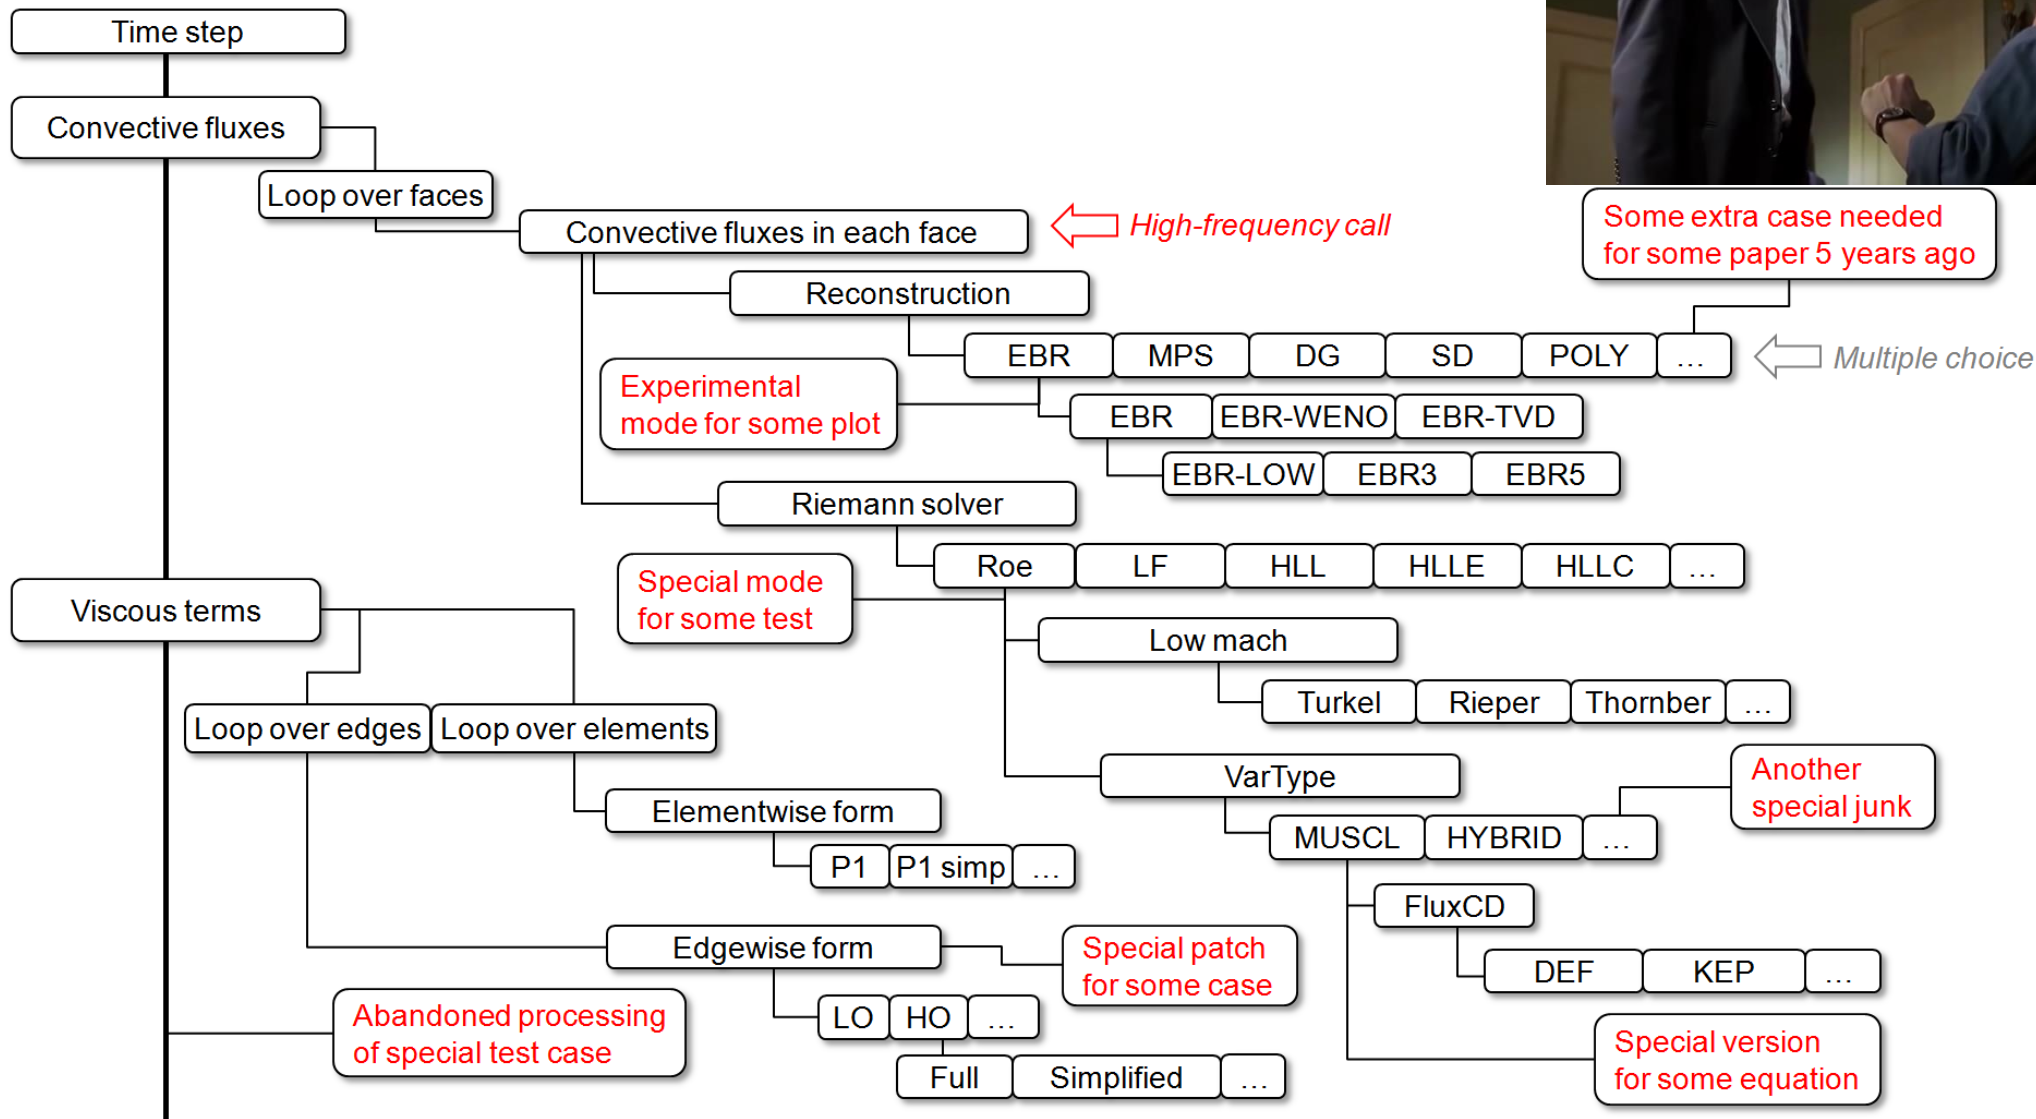 Time step
Convective fluxes
Loop over faces
Convective fluxes in each face
High-frequency call
Some extra case needed
for some paper 5 years ago
Reconstruction
EBR MPS DG SD POLY ...
Multiple choice
Experimental
mode for some plot
EBR EBR-WENO EBR-TVD
EBR-LOW EBR3 EBR5
Riemann solver
Roe LF HLL HLLE HLLC ...
Special mode
for some test
Viscous terms
Low mach
Turkel Rieper Thornber ...
Loop over edges Loop over elements
VarType
Another
special junk
Elementwise form
MUSCL HYBRID ...
P1 P1 simp ...
FluxCD
Edgewise form
Special patch
for some case
DEF KEP ...
Abandoned processing
of special test case
LO HO ...
Special version
for some equation
Full Simplified ...